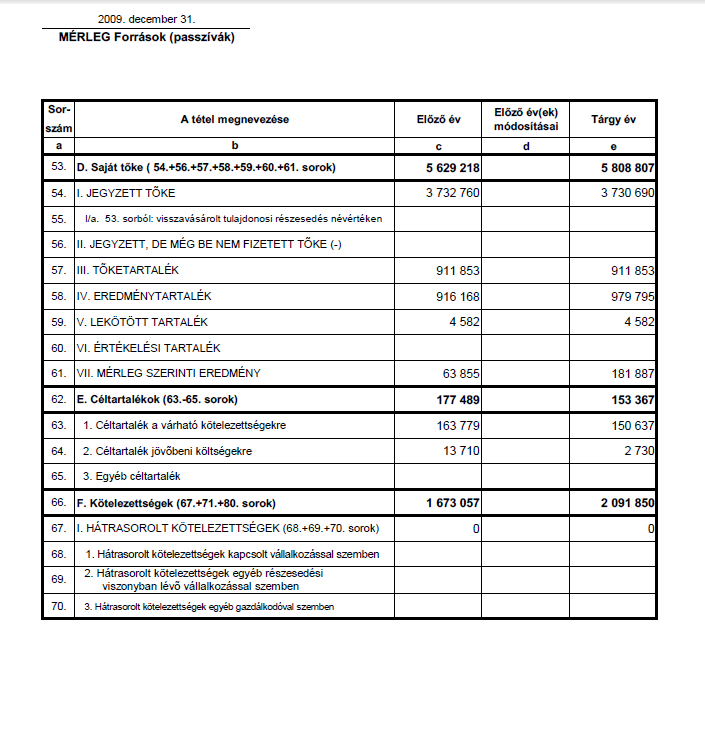 2009. december 31.
MÉRLEG Források (passzívák)
Sor-
szám
A tétel megnevezése
Előző év
Előző év(ek)
módosításai
Tárgy év
a b c d e
53. D. Saját tőke ( 54.+56.+57.+58.+59.+60.+61. sorok) 5 629 218 5 808 807
54. I. JEGYZETT TŐKE 3 732 760 3 730 690
55. I/a. 53. sorból: visszavásárolt tulajdonosi részesedés névértéken
56. II. JEGYZETT, DE MÉG BE NEM FIZETETT TŐKE (-)
57. III. TŐKETARTALÉK 911 853 911 853
58. IV. EREDMÉNYTARTALÉK 916 168 979 795
59. V. LEKÖTÖTT TARTALÉK 4 582 4 582
60. VI. ÉRTÉKELÉSI TARTALÉK
61. VII. MÉRLEG SZERINTI EREDMÉNY 63 855 181 887
62. E. Céltartalékok (63.-65. sorok) 177 489 153 367
63. 1. Céltartalék a várható kötelezettségekre 163 779 150 637
64. 2. Céltartalék jövőbeni költségekre 13 710 2 730
65. 3. Egyéb céltartalék
66. F. Kötelezettségek (67.+71.+80. sorok) 1 673 057 2 091 850
67. I. HÁTRASOROLT KÖTELEZETTSÉGEK (68.+69.+70. sorok) 0 0
68. 1. Hátrasorolt kötelezettségek kapcsolt vállalkozással szemben
69. 2. Hátrasorolt kötelezettségek egyéb részesedési
viszonyban lévő vállalkozással szemben
70. 3. Hátrasorolt kötelezettségek egyéb gazdálkodóval szemben